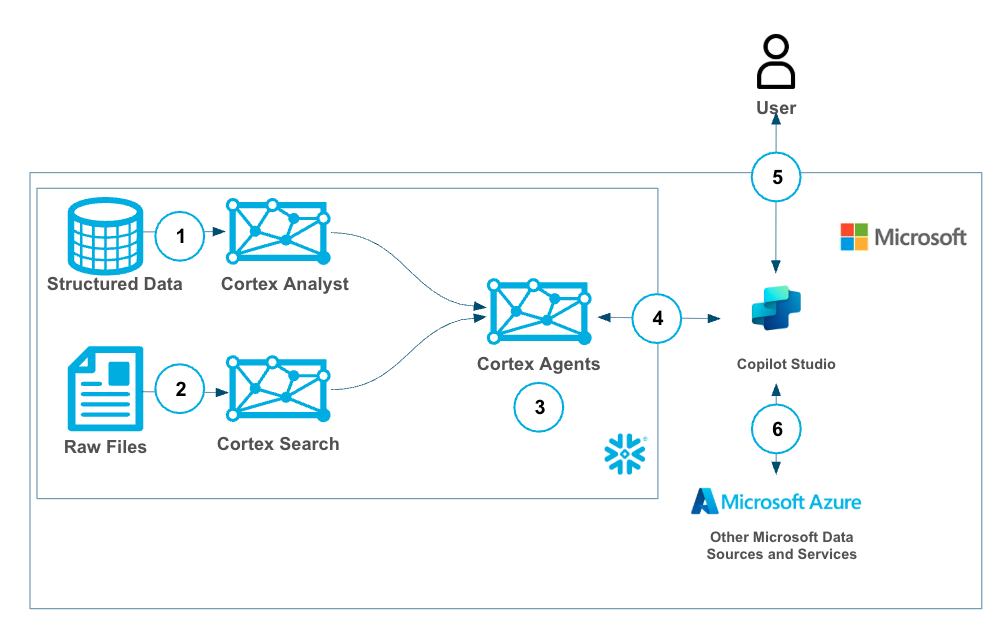 User
5
Microsoft
1
Structured Data
Cortex Analyst
4
Cortex Agents
Copilot Studio
2
3
Raw Files
Cortex Search
6
®
Microsoft Azure
Other Microsoft Data
Sources and Services